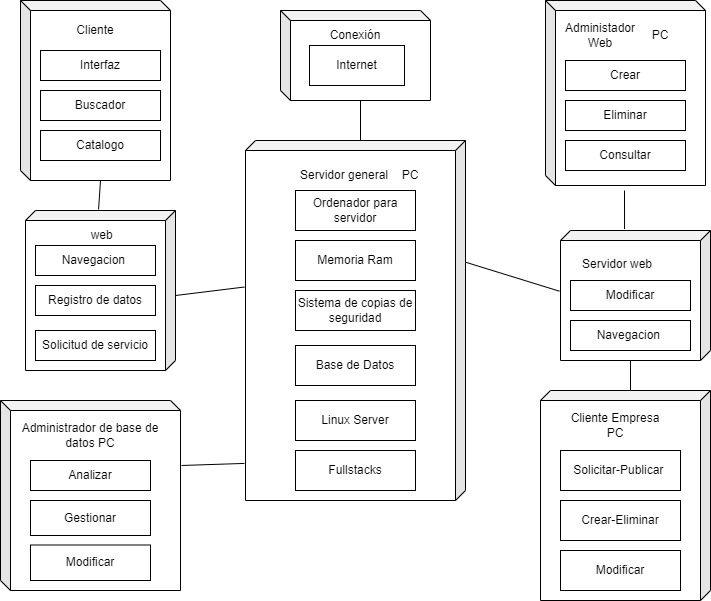 Cliente
Interfaz
Buscador
Catalogo
Conexión
Internet
Administador
Web
PC
Crear
Eliminar
Consultar
web
Navegacion
Registro de datos
Solicitud de servicio
Servidor general PC
Ordenador para
servidor
Memoria Ram
Sistema de copias de
seguridad
Base de Datos
Linux Server
Fullstacks
Servidor web
Modificar
Navegacion
Administrador de base de
datos PC
Analizar
Gestionar
Modificar
Cliente Empresa
PC
Solicitar-Publicar
Crear-Eliminar
Modificar